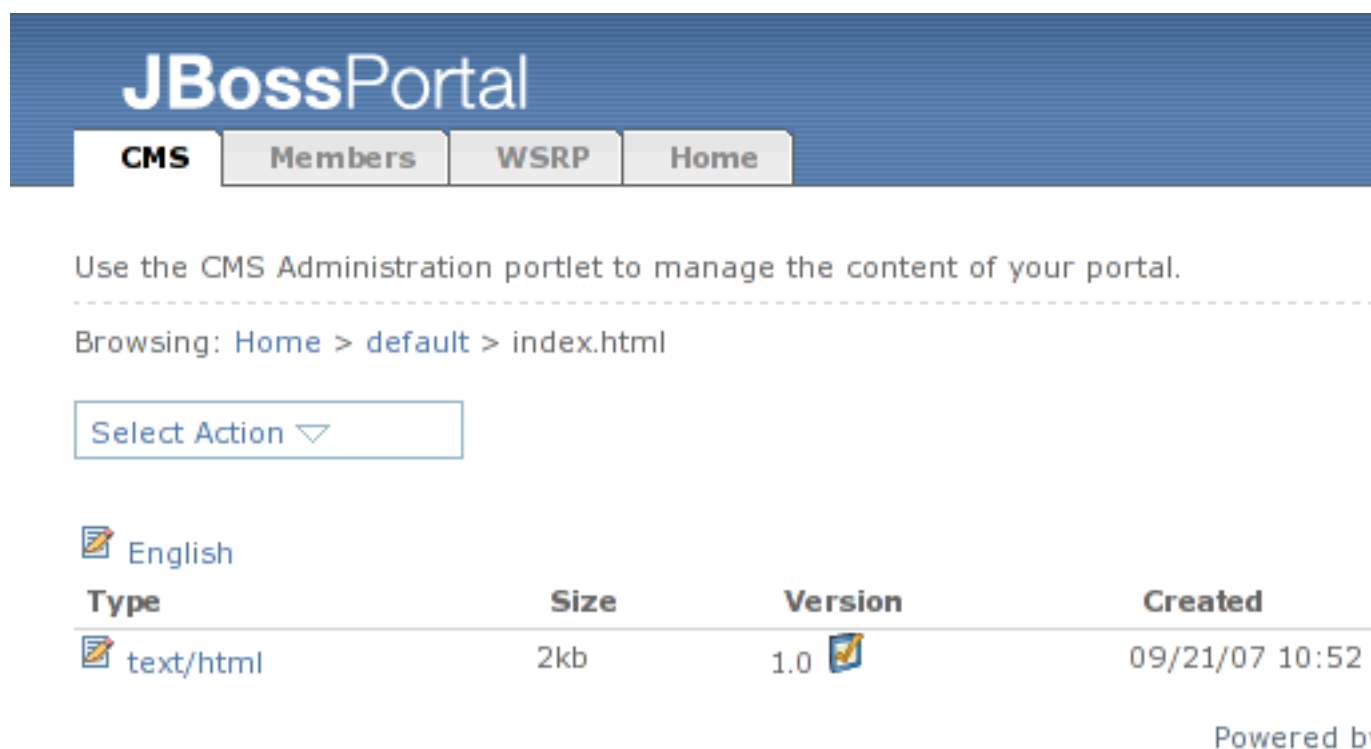 JBossPortal
CMS Members WSRP Home
Use the CMS Administration portlet to manage the content of your portal.
Browsing: Home > default > index.html
Select Action
English
Type Size Version Created
text/html 2kb 1.0 09/21/07 10:52
Powered